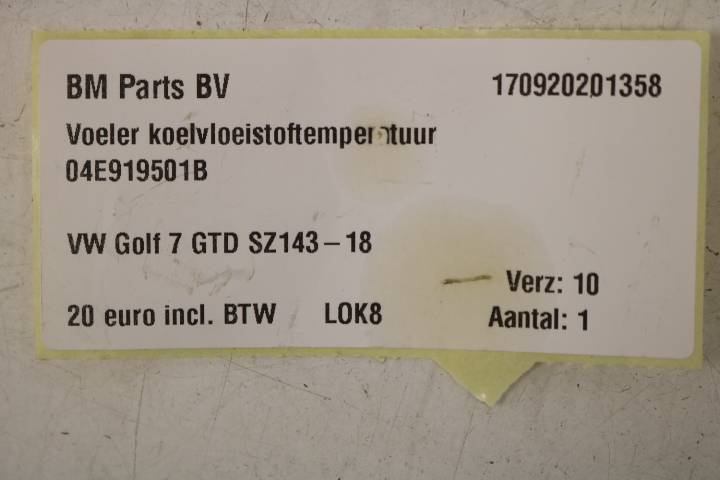 BM Parts BV 170920201358
Voeler koelvloeistoftemperatuur
04E919501B
VW Golf 7 GTD SZ143-18
Verz: 10
20 euro incl. BTW LOK8 Aantal: 1